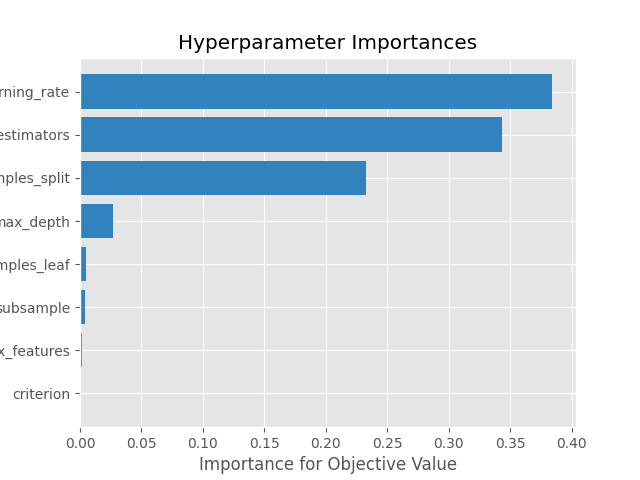 Hyperparameter Importances
rning_rate
estimators
nples_split
max_depth
mples_leaf
subsample
x_features
criterion
0.00 0.05 0.10 0.15 0.20 0.25 0.30 0.35 0.40
Importance for Objective Value